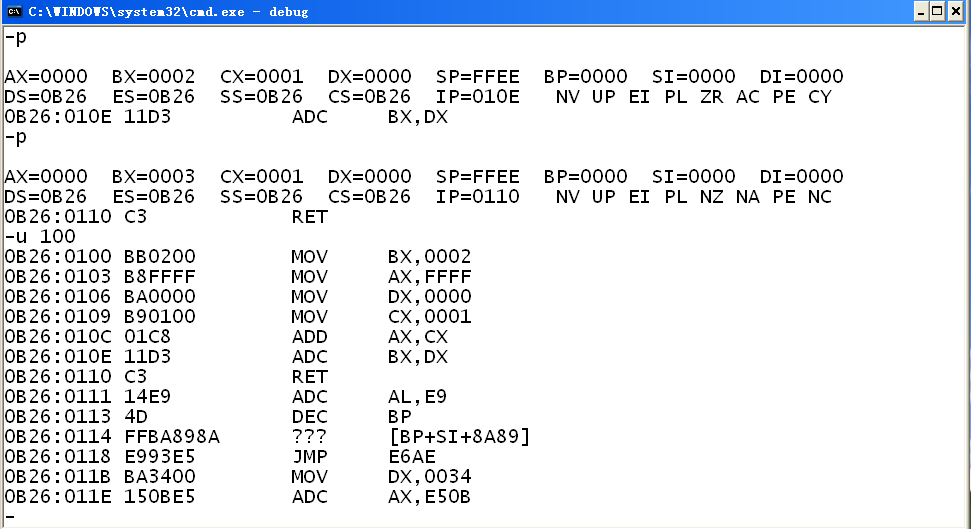 C:\WINDOWS\system32\cmd.exe - debug
-p
AX=0000  BX=0002  CX=0001  DX=0000  SP=FFEE  BP=0000  SI=0000  DI=0000
DS=0B26  ES=0B26  SS=0B26  CS=0B26  IP=010E   NV UP EI PL ZR AC PE CY
0B26:010E 11D3          ADC     BX,DX
-p
AX=0000  BX=0003  CX=0001  DX=0000  SP=FFEE  BP=0000  SI=0000  DI=0000
DS=0B26  ES=0B26  SS=0B26  CS=0B26  IP=0110   NV UP EI PL NZ NA PE NC
0B26:0110 C3            RET
-u 100
0B26:0100 BB0200        MOV     BX,0002
0B26:0103 B8FFFF        MOV     AX,FFFF
0B26:0106 BA0000        MOV     DX,0000
0B26:0109 B90100        MOV     CX,0001
0B26:010C 01C8          ADD     AX,CX
0B26:010E 11D3          ADC     BX,DX
0B26:0110 C3            RET
0B26:0111 14E9          ADC     AL,E9
0B26:0113 4D            DEC     BP
0B26:0114 FFBA898A      ???     [BP+SI+8A89]
0B26:0118 E993E5        JMP     E6AE
0B26:011B BA3400        MOV     DX,0034
0B26:011E 150BE5        ADC     AX,E50B
-